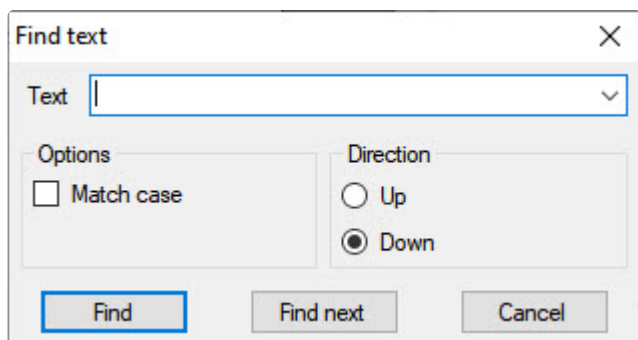 Find text
Text
Options
Match case
Direction
Up
Down
Find
Find next
Cancel